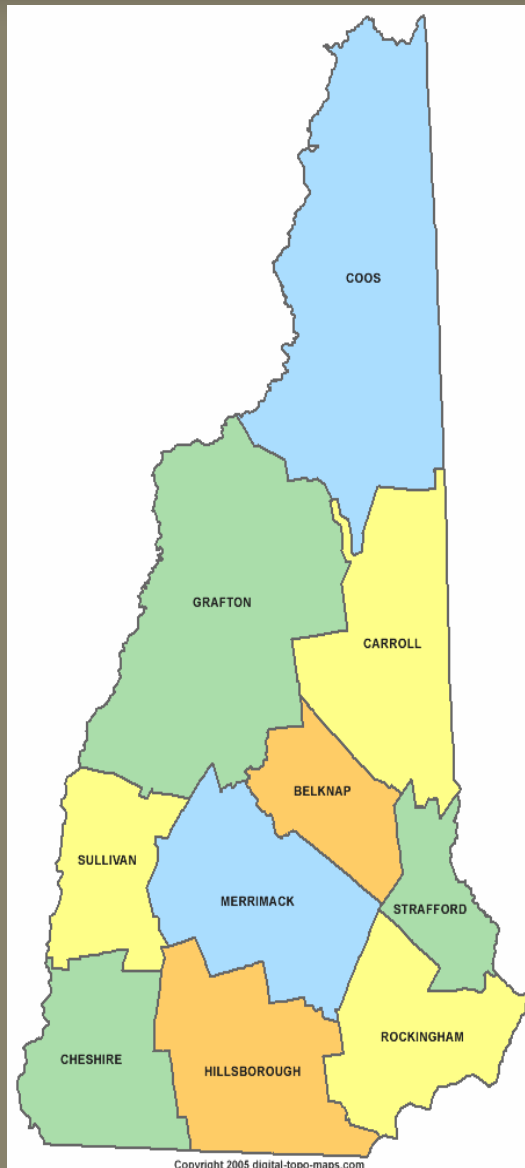 COOS
GRAFTON
CARROLL
BELKNAP
SULLIVAN
MERRIMACK
STRAFFORD
ROCKINGHAM
CHESHIRE
HILLSBOROUGH
Copyright 2005 digital-topo-maps.com